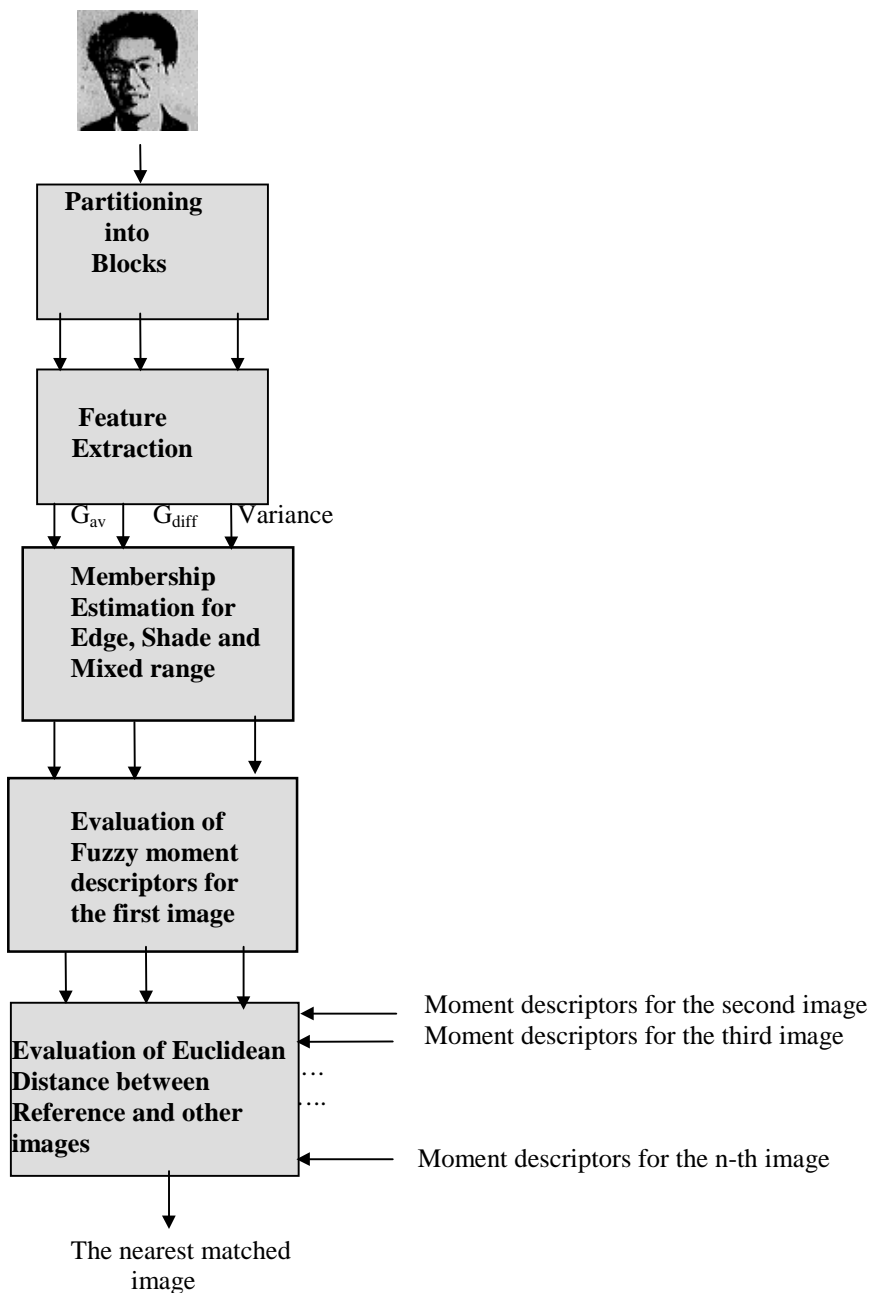 Partitioning
into
Blocks
Feature
Extraction
G_av G_diff Variance
Membership
Estimation for
Edge, Shade and
Mixed range
Evaluation of
Fuzzy moment
descriptors for
the first image
Moment descriptors for the second image
Moment descriptors for the third image
Evaluation of Euclidean
Distance between
Reference and other
images
...
....
Moment descriptors for the n-th image
The nearest matched
image